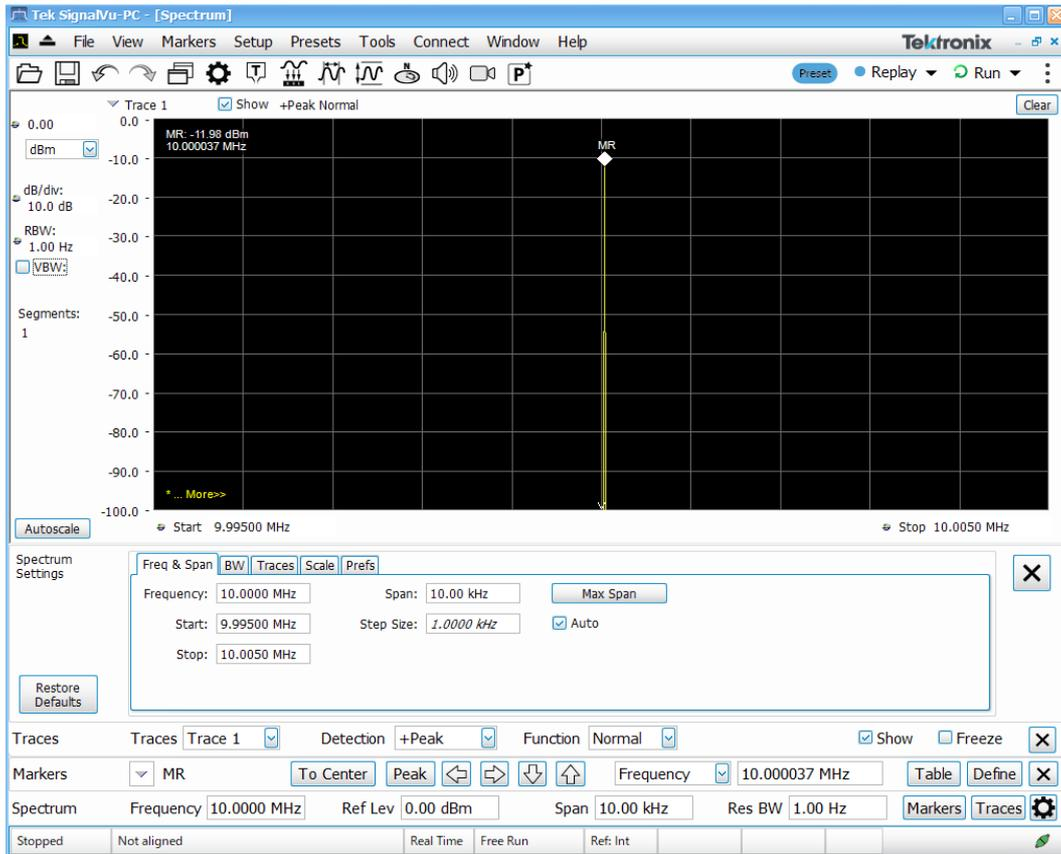 Tek SignalVu-PC - [Spectrum]
File View Markers Setup Presets Tools Connect Window Help
Tektronix
T P* Preset Replay Run
Trace 1 Show +Peak Normal Clear
0.00
dBm
dB/div:
10.0 dB
RBW:
1.00 Hz
VBW:
Segments:
1
Autoscale
0.0
-10.0
-20.0
-30.0
-40.0
-50.0
-60.0
-70.0
-80.0
-90.0
-100.0
MR: -11.98 dBm
10.000037 MHz
MR
* ... More>>
Start 9.99500 MHz Stop 10.0050 MHz
Spectrum
Settings
Restore
Defaults
Freq & Span BW Traces Scale Prefs
Frequency: 10.0000 MHz Span: 10.00 kHz Max Span
Start: 9.99500 MHz Step Size: 1.0000 kHz Auto
Stop: 10.0050 MHz
Traces Traces Trace 1 Detection +Peak Function Normal Show Freeze
Markers MR To Center Peak Frequency 10.000037 MHz Table Define
Spectrum Frequency 10.0000 MHz Ref Lev 0.00 dBm Span 10.00 kHz Res BW 1.00 Hz Markers Traces
Stopped Not aligned Real Time Free Run Ref: Int